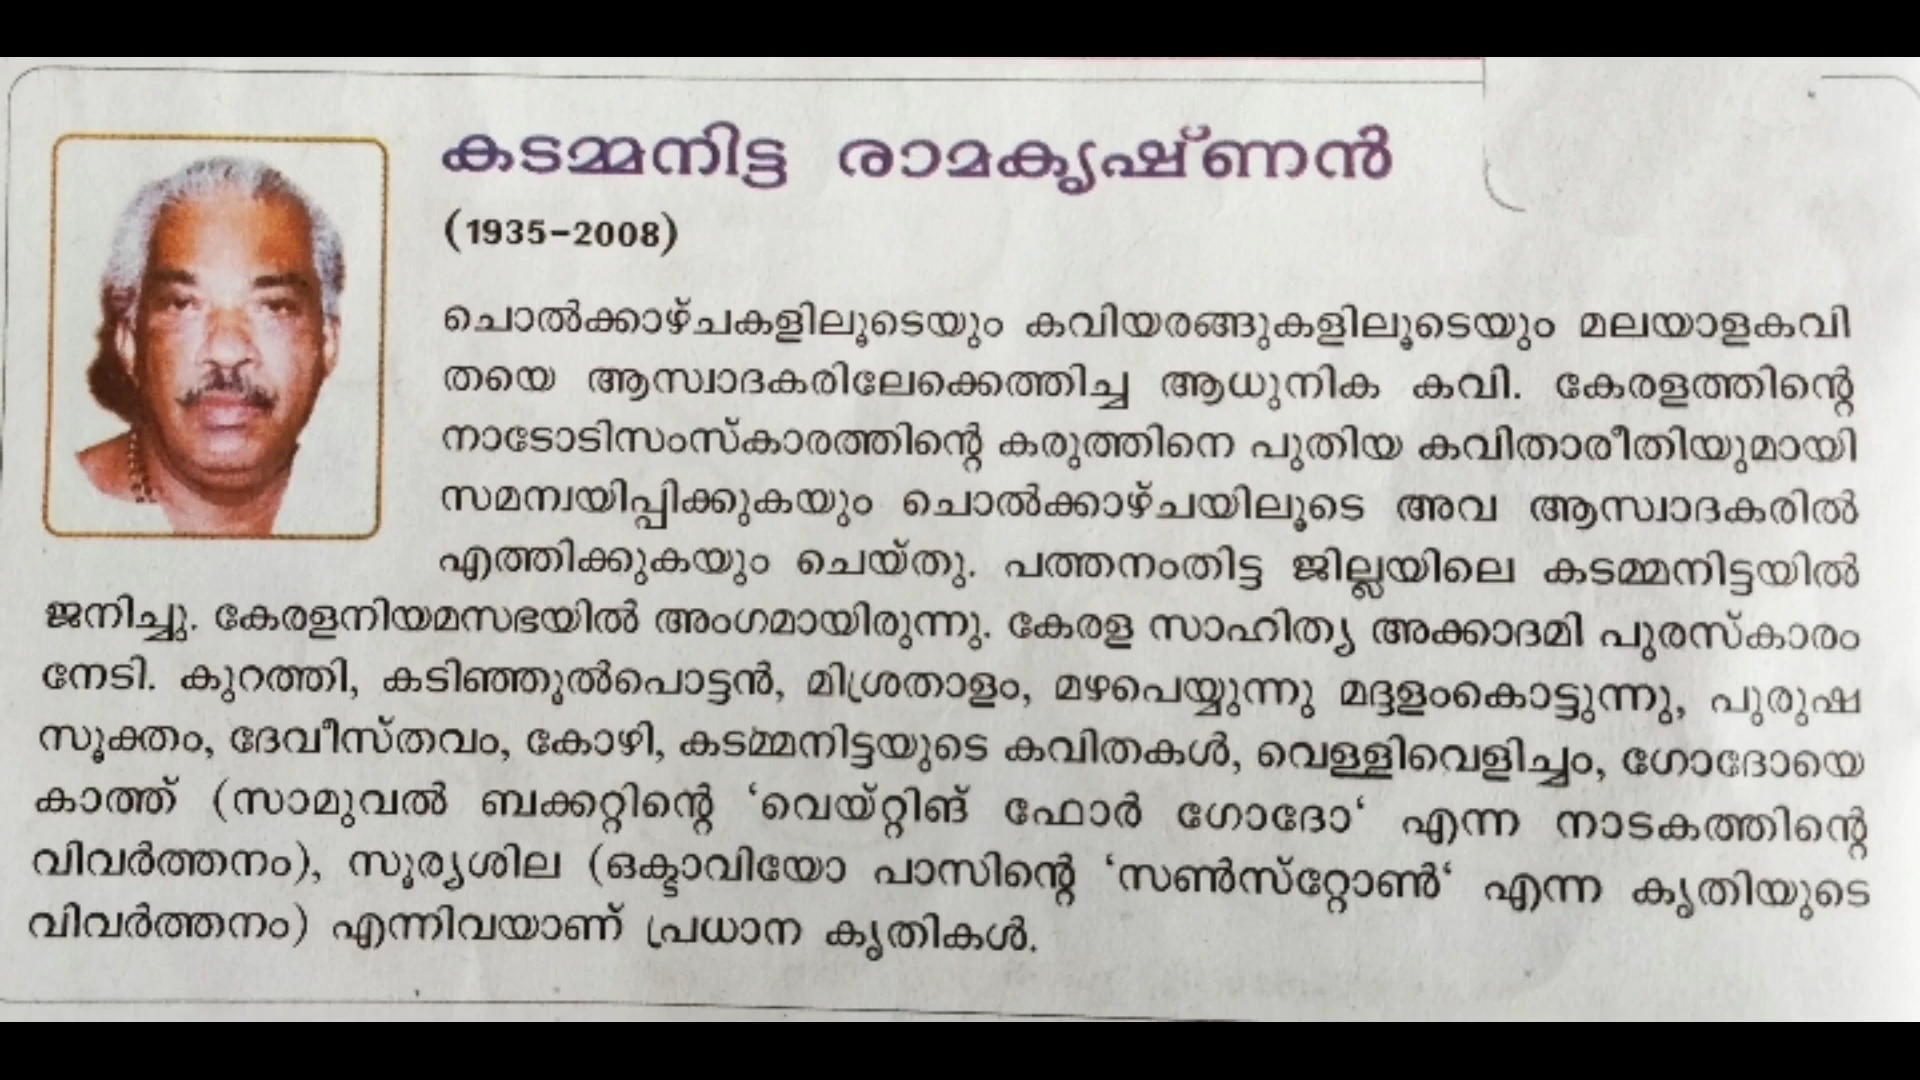 കടമ്മനിട്ട രാമകൃഷ്ണൻ
(1935-2008)
ചൊൽക്കാഴ്ചകളിലൂടെയും കവിയരങ്ങുകളിലൂടെയും മലയാളകവി
തയെ ആസ്വാദകരിലേക്കെത്തിച്ച ആധുനിക കവി. കേരളത്തിന്റെ
നാടോടിസംസ്കാരത്തിന്റെ കരുത്തിനെ പുതിയ കവിതാരീതിയുമായി
സമന്വയിപ്പിക്കുകയും ചൊൽക്കാഴ്ചയിലൂടെ അവ ആസ്വാദകരിൽ
എത്തിക്കുകയും ചെയ്തു. പത്തനംതിട്ട ജില്ലയിലെ കടമ്മനിട്ടയിൽ
ജനിച്ചു. കേരളനിയമസഭയിൽ അംഗമായിരുന്നു. കേരള സാഹിത്യ അക്കാദമി പുരസ്കാരം
നേടി. കുറത്തി, കടിഞ്ഞൂൽപൊട്ടൻ, മിശ്രതാളം, മഴപെയ്യുന്നു മദ്ദളംകൊട്ടുന്നു, പുരുഷ
സൂക്തം, ദേവീസ്തവം, കോഴി, കടമ്മനിട്ടയുടെ കവിതകൾ, വെള്ളിവെളിച്ചം, ഗോദോയെ
കാത്ത് (സാമുവൽ ബക്കറ്റിന്റെ ‘വെയ്റ്റിങ് ഫോർ ഗോദോ‘ എന്ന നാടകത്തിന്റെ
വിവർത്തനം), സൂര്യശില (ഒക്ടാവിയോ പാസിന്റെ ‘സൺസ്റ്റോൺ‘ എന്ന കൃതിയുടെ
വിവർത്തനം) എന്നിവയാണ് പ്രധാന കൃതികൾ.